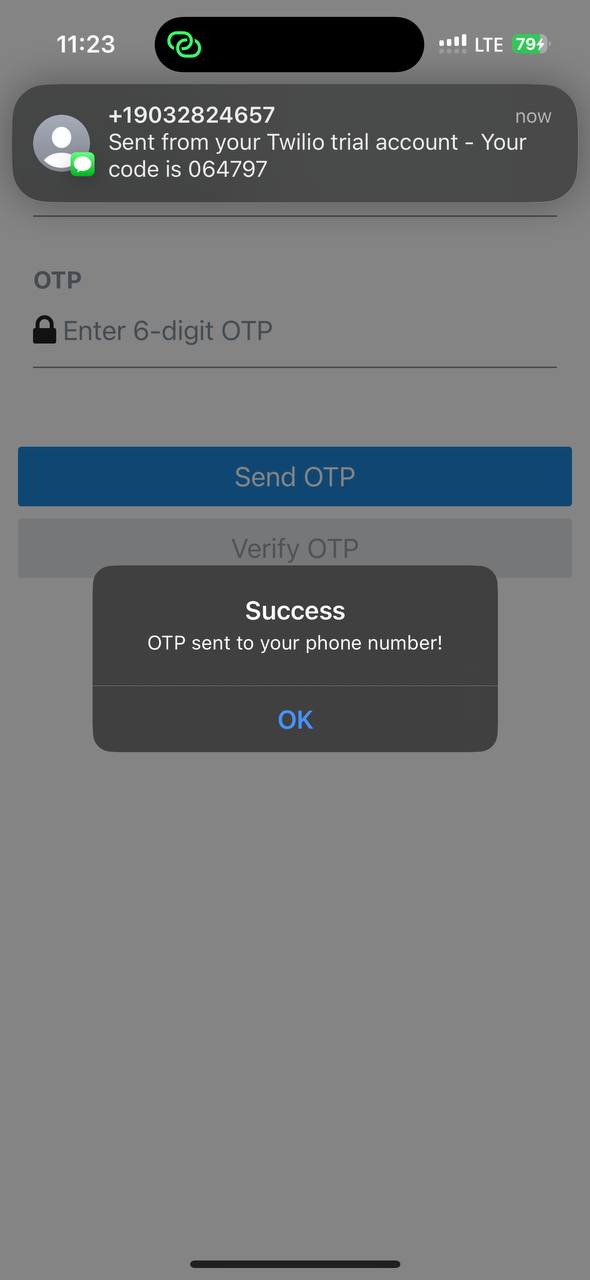 11:23
LTE
79
+19032824657
now
Sent from your Twilio trial account - Your
code is 064797
OTP
Enter 6-digit OTP
Send OTP
Verify OTP
Success
OTP sent to your phone number!
OK